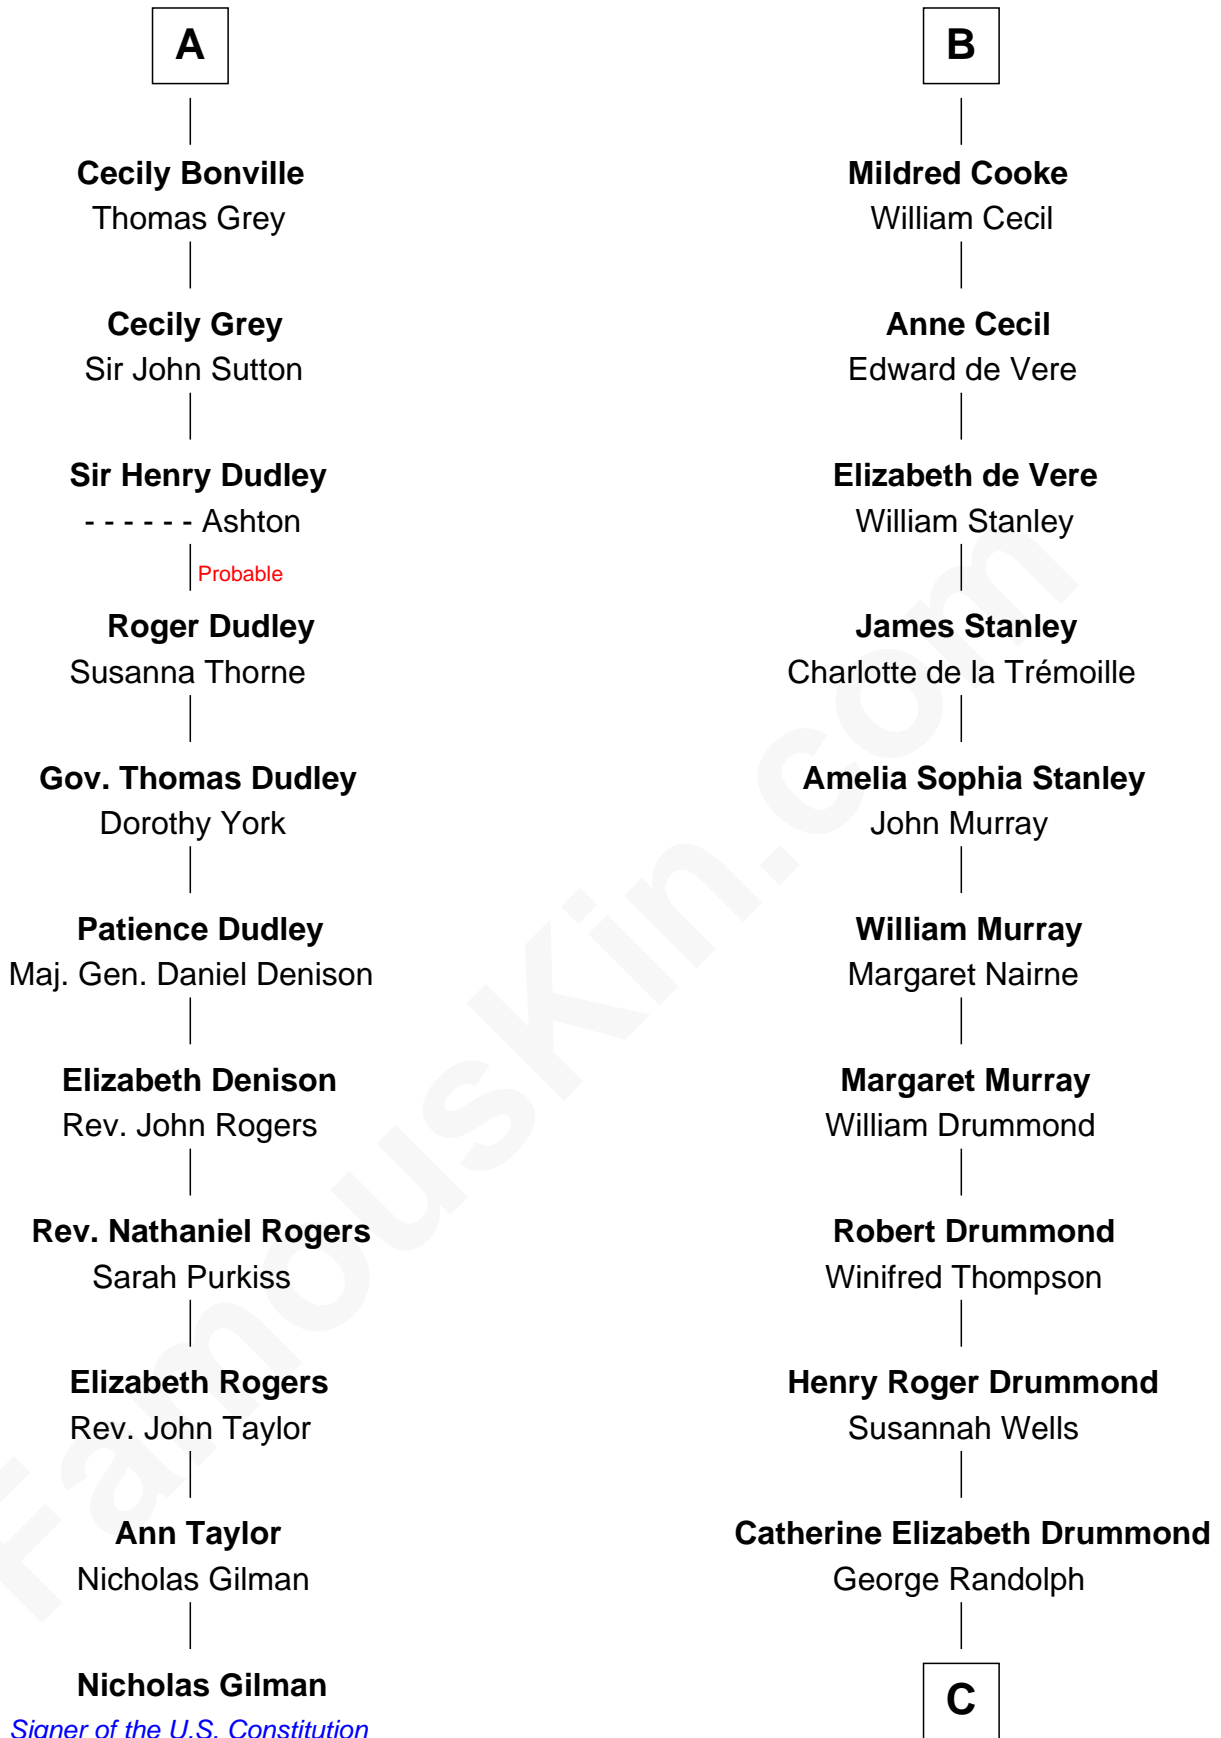 A
Cecily Bonville
Thomas Grey
Cecily Grey
Sir John Sutton
Sir Henry Dudley
- - - - - - Ashton
Probable
Roger Dudley
Susanna Thorne
Gov. Thomas Dudley
Dorothy York
Patience Dudley
Maj. Gen. Daniel Denison
Elizabeth Denison
Rev. John Rogers
Rev. Nathaniel Rogers
Sarah Purkiss
Elizabeth Rogers
Rev. John Taylor
Ann Taylor
Nicholas Gilman
Nicholas Gilman
Signer of the U.S. Constitution
B
Mildred Cooke
William Cecil
Anne Cecil
Edward de Vere
Elizabeth de Vere
William Stanley
James Stanley
Charlotte de la Trémoille
Amelia Sophia Stanley
John Murray
William Murray
Margaret Nairne
Margaret Murray
William Drummond
Robert Drummond
Winifred Thompson
Henry Roger Drummond
Susannah Wells
Catherine Elizabeth Drummond
George Randolph
C
FamousKin.com